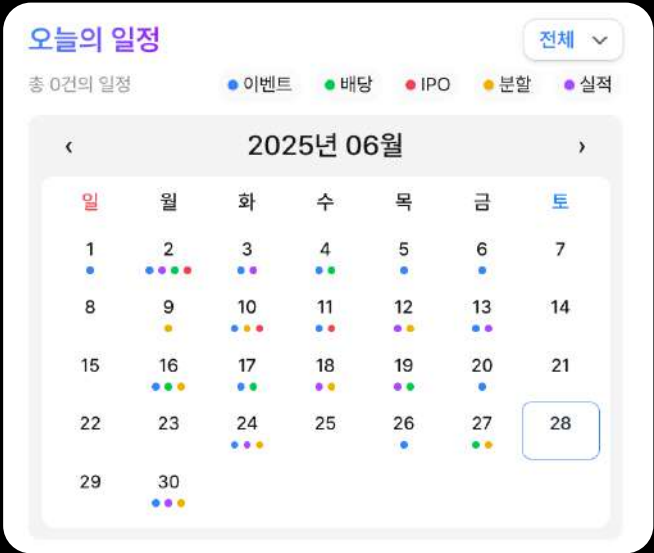 오늘의 일정
전체
총 0건의 일정
이벤트 배당 IPO 분할 실적
‹ 2025년 06월 ›
일 월 화 수 목 금 토
1 2 3 4 5 6 7
8 9 10 11 12 13 14
15 16 17 18 19 20 21
22 23 24 25 26 27 28
29 30